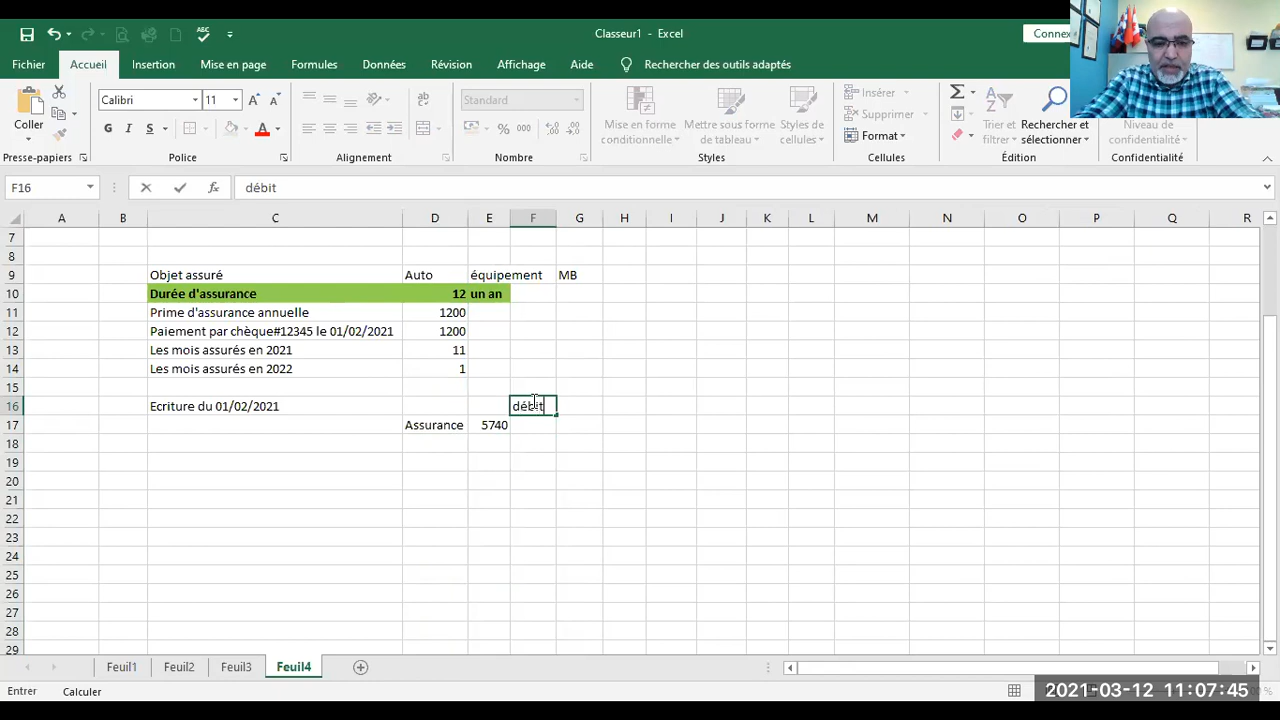 Classeur1 - Excel
Connex
Fichier Accueil Insertion Mise en page Formules Données Révision Affichage Aide Rechercher des outils adaptés
Coller
Calibri 11
G I S
Standard
Mise en forme conditionnelle
Mettre sous forme de tableau
Styles de cellules
Insérer
Supprimer
Format
Trier et filtrer
Rechercher et sélectionner
Niveau de confidentialité
Presse-papiers Police Alignement Nombre Styles Cellules Édition Confidentialité
F16 fx débit
A B C D E F G H I J K L M N O P Q R
7
8
9 Objet assuré Auto équipement MB
10 Durée d'assurance 12 un an
11 Prime d'assurance annuelle 1200
12 Paiement par chèque#12345 le 01/02/2021 1200
13 Les mois assurés en 2021 11
14 Les mois assurés en 2022 1
15
16 Ecriture du 01/02/2021 débit
17 Assurance 5740
18
19
20
21
22
23
24
25
26
27
28
29
Feuil1 Feuil2 Feuil3 Feuil4
Entrer Calculer
2021-03-12 11:07:45